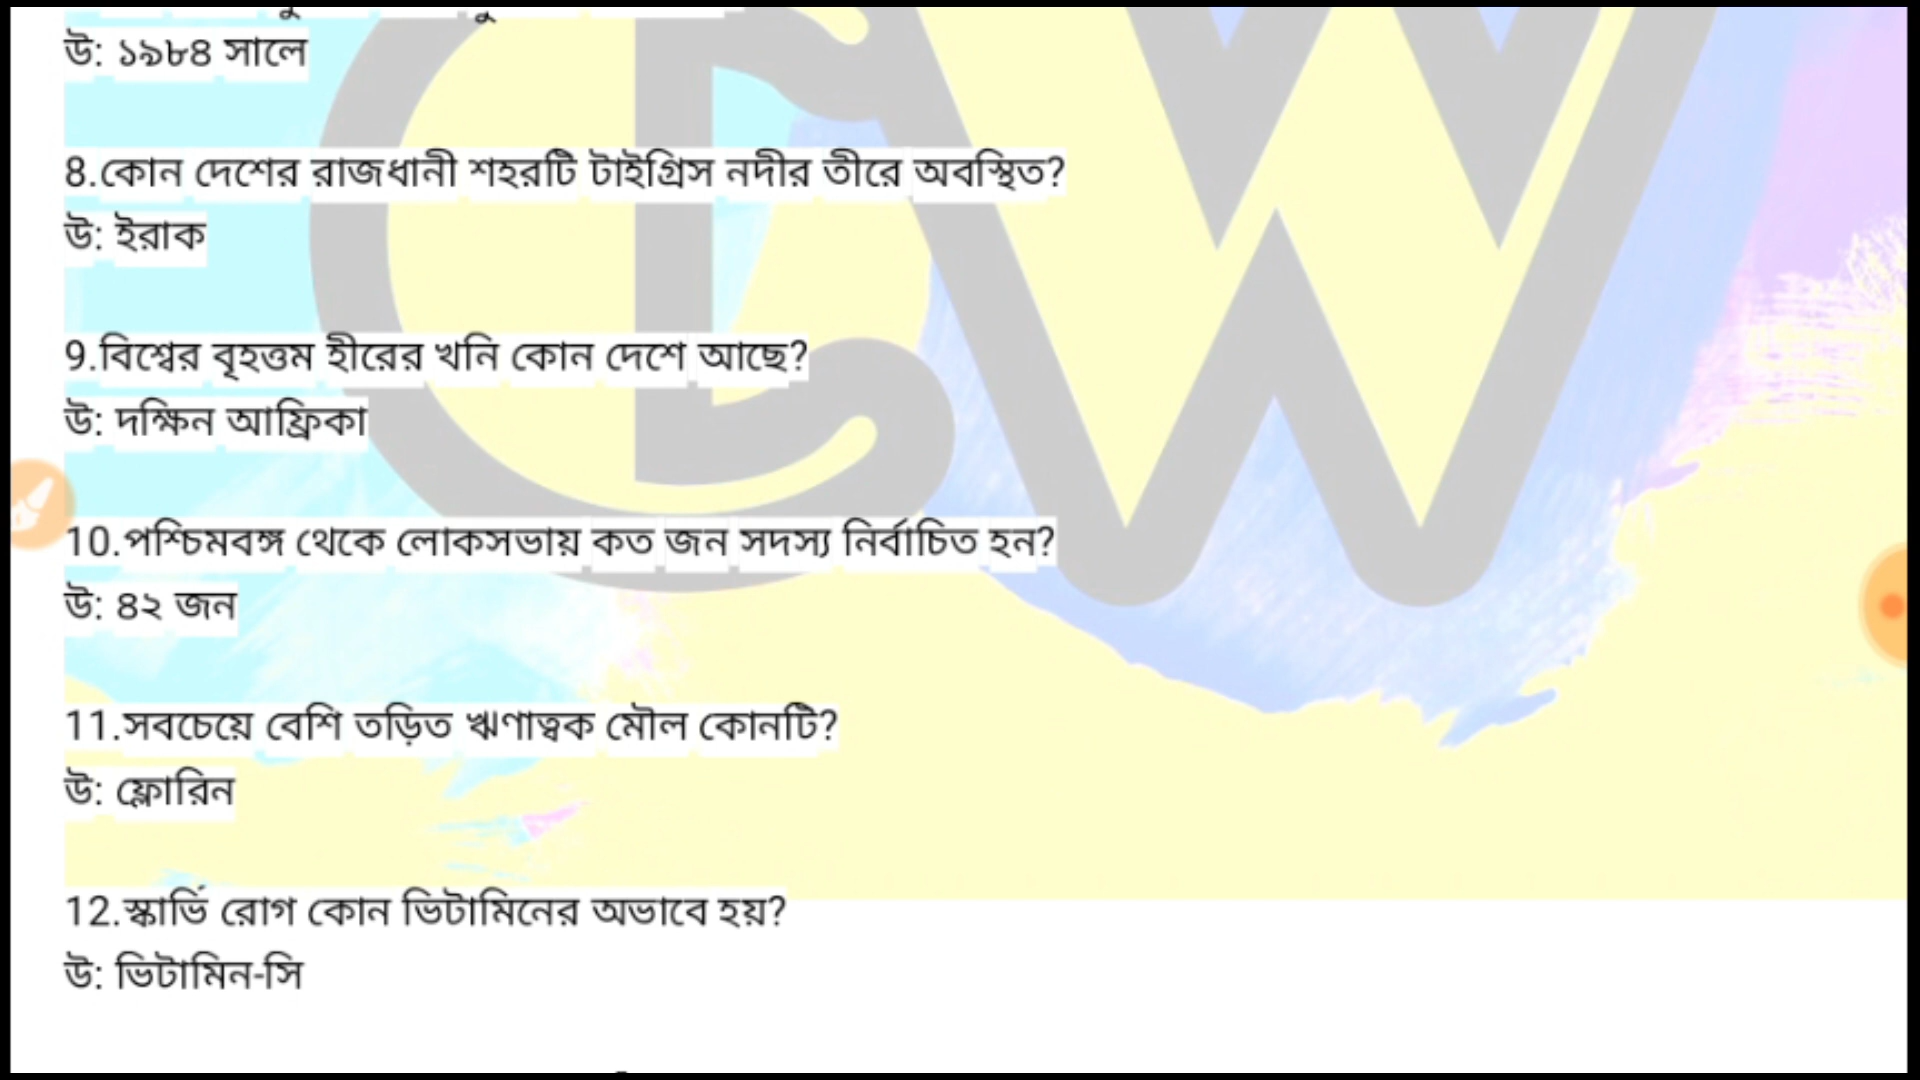 উ: ১৯৮৪ সালে
8.কোন দেশের রাজধানী শহরটি টাইগ্রিস নদীর তীরে অবস্থিত?
উ: ইরাক
9.বিশ্বের বৃহত্তম হীরের খনি কোন দেশে আছে?
উ: দক্ষিন আফ্রিকা
10.পশ্চিমবঙ্গ থেকে লোকসভায় কত জন সদস্য নির্বাচিত হন?
উ: ৪২ জন
11.সবচেয়ে বেশি তড়িত ঋণাত্বক মৌল কোনটি?
উ: ফ্লোরিন
12.স্কার্ভি রোগ কোন ভিটামিনের অভাবে হয়?
উ: ভিটামিন-সি